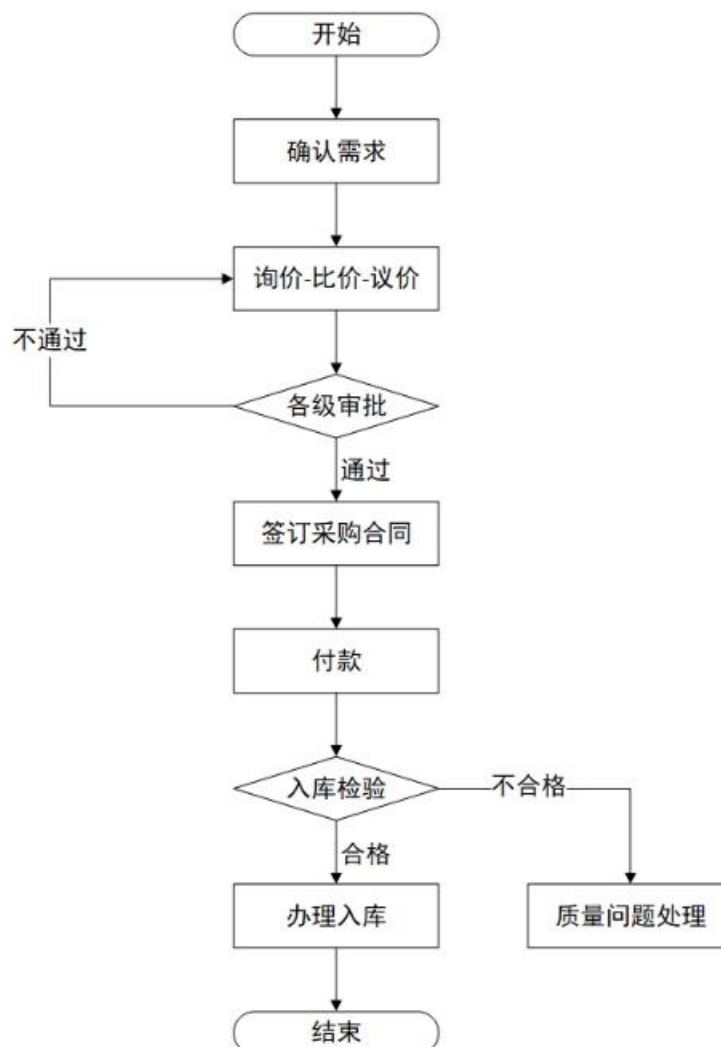 开始
确认需求
询价-比价-议价
不通过
各级审批
通过
签订采购合同
付款
入库检验
不合格
合格
办理入库
质量问题处理
结束